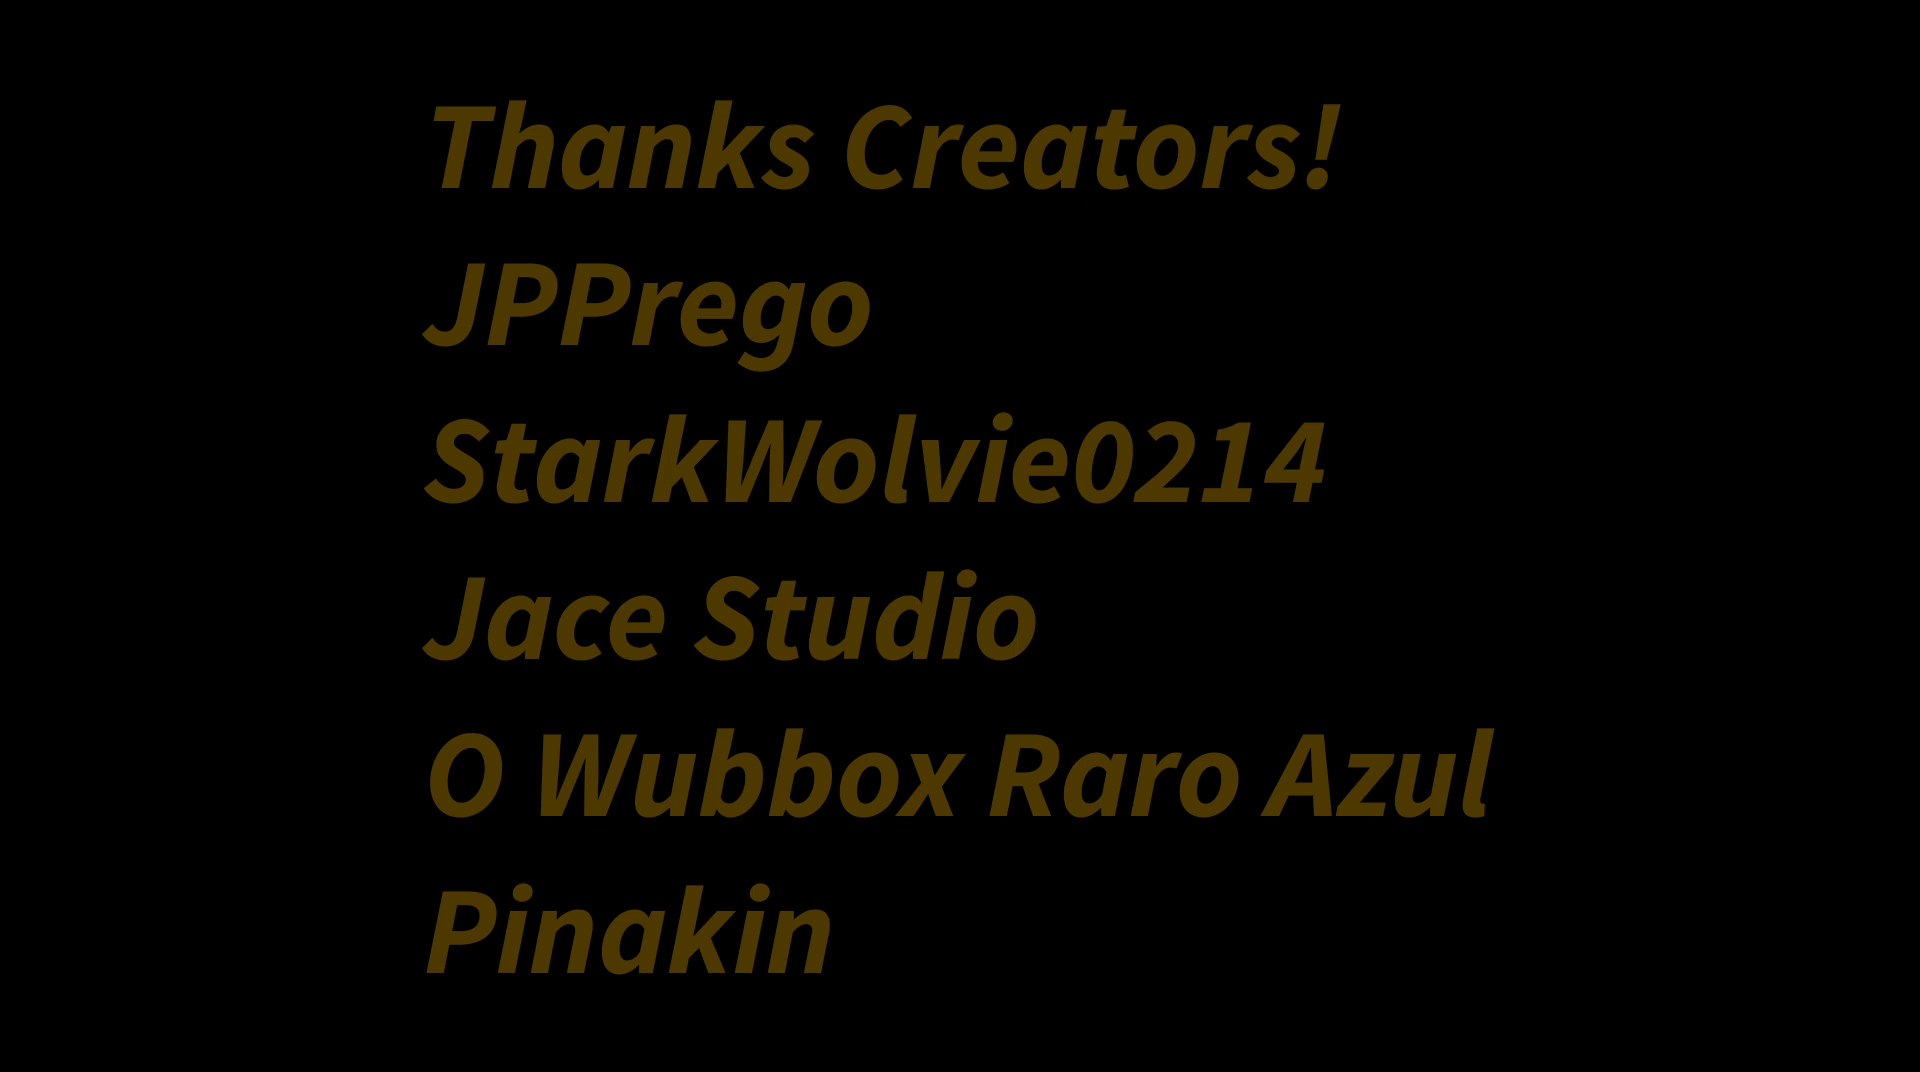 Thanks Creators!
JPPrego
StarkWolvie0214
Jace Studio
O Wubbox Raro Azul
Pinakin